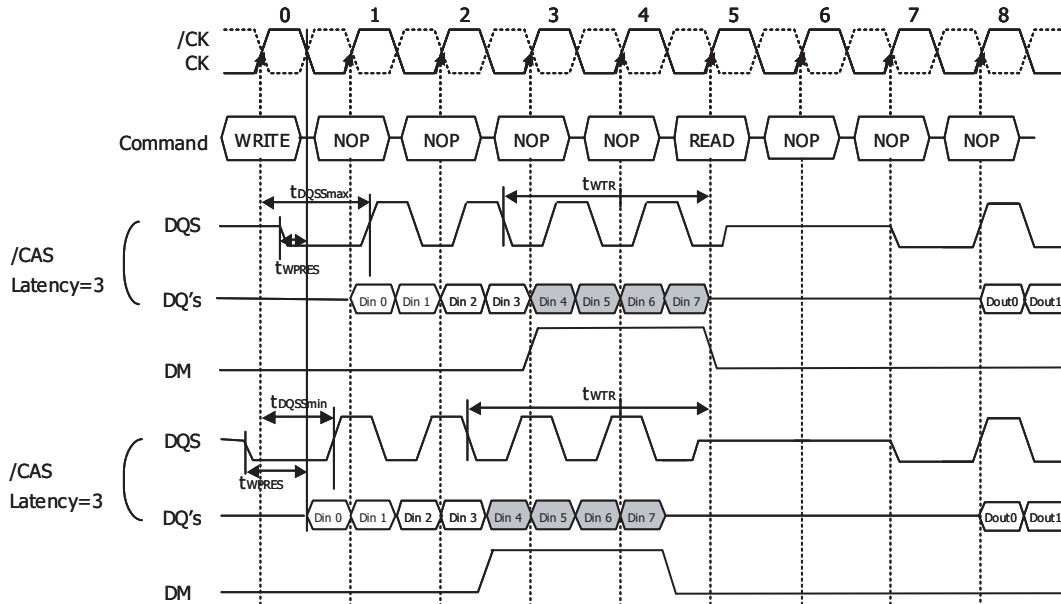 0 1 2 3 4 5 6 7 8
/CK
CK
Command WRITE NOP NOP NOP NOP READ NOP NOP NOP
tDQSSmax tWTR
DQS
tWPRES
/CAS
Latency=3
DQ's Din 0 Din 1 Din 2 Din 3 Din 4 Din 5 Din 6 Din 7 Dout0 Dout1
DM
tDQSSmin tWTR
DQS
/CAS
Latency=3
tWPRES
DQ's Din 0 Din 1 Din 2 Din 3 Din 4 Din 5 Din 6 Din 7 Dout0 Dout1
DM